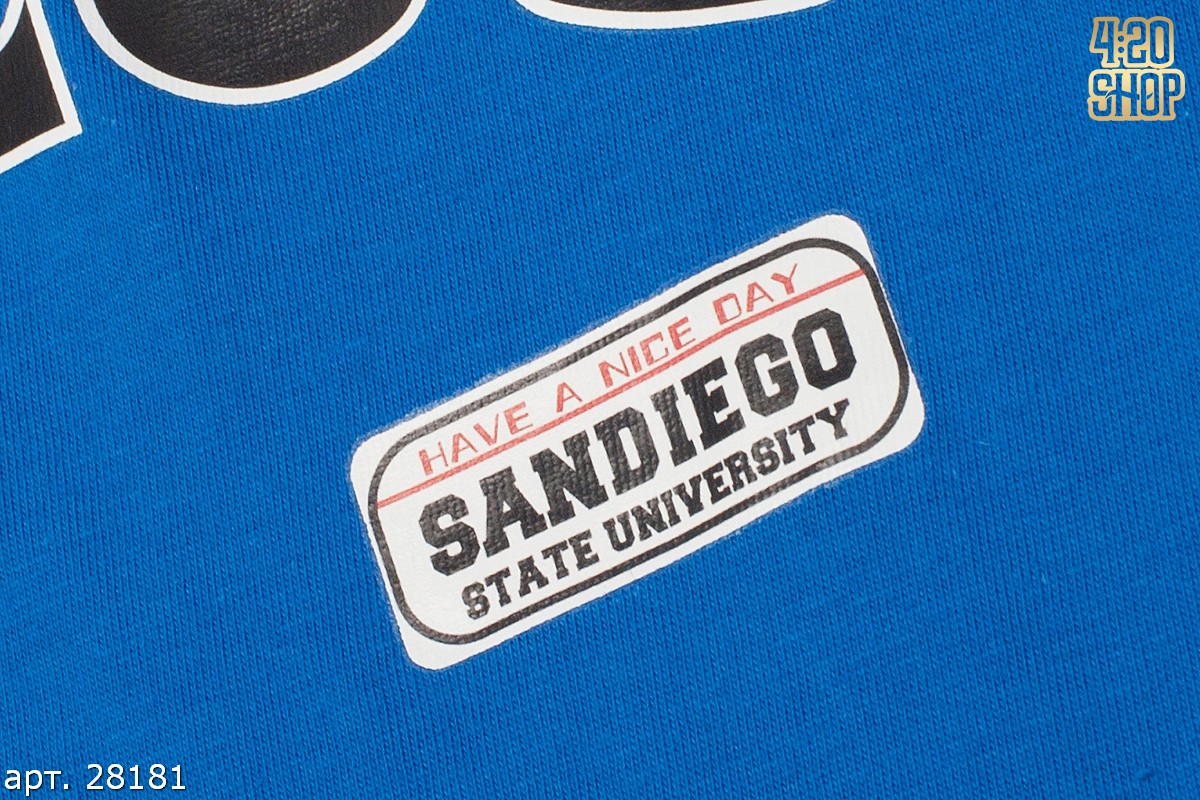 4:20
SHOP
HAVE A NICE DAY
SANDIEGO
STATE UNIVERSITY
арт. 28181